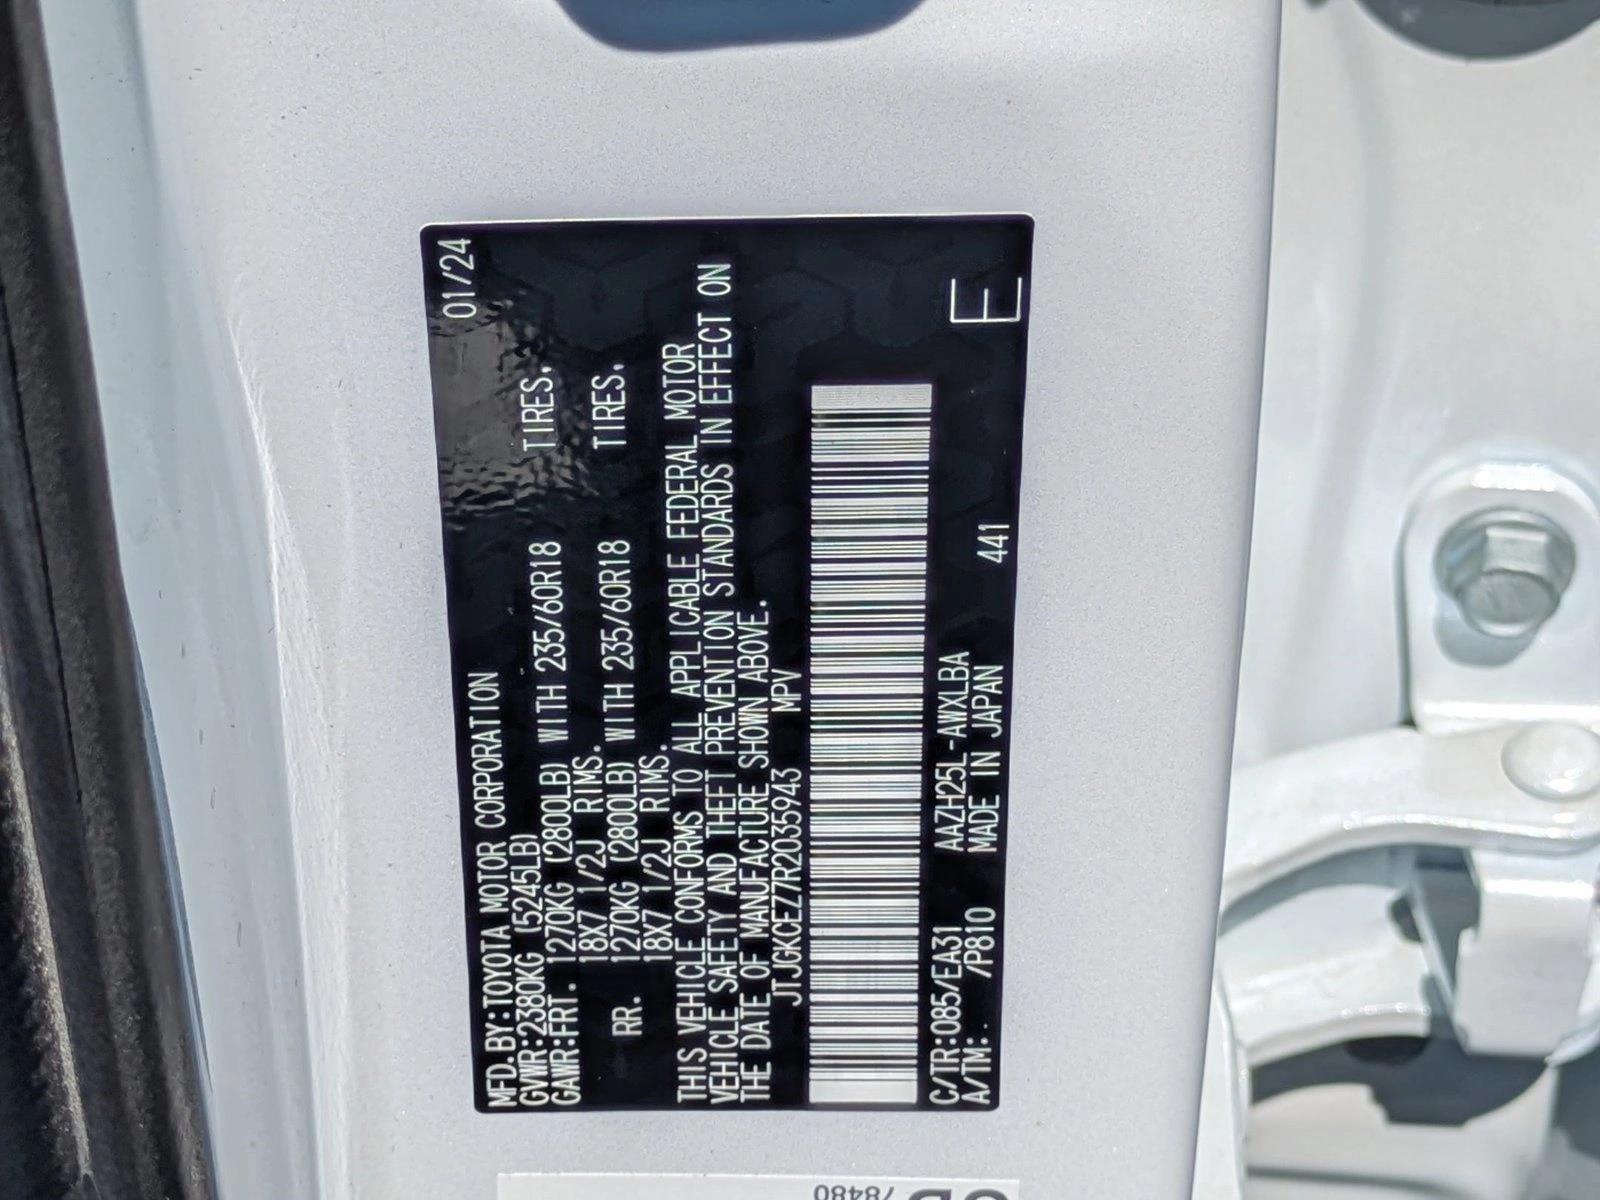 MFD.BY:TOYOTA MOTOR CORPORATION 01/24
GVWR:2380KG (5245LB)
GAWR:FRT. 1270KG (2800LB) WITH 235/60R18 TIRES,
18X7 1/2J RIMS.
RR. 1270KG (2800LB) WITH 235/60R18 TIRES,
18X7 1/2J RIMS.
THIS VEHICLE CONFORMS TO ALL APPLICABLE FEDERAL MOTOR
VEHICLE SAFETY AND THEFT PREVENTION STANDARDS IN EFFECT ON
THE DATE OF MANUFACTURE SHOWN ABOVE.
JTJGKCEZ7R2035943 MPV
C/TR:085/EA31 AAZH25L-AWXLBA
A/TM: /P810 MADE IN JAPAN 441 E
78480